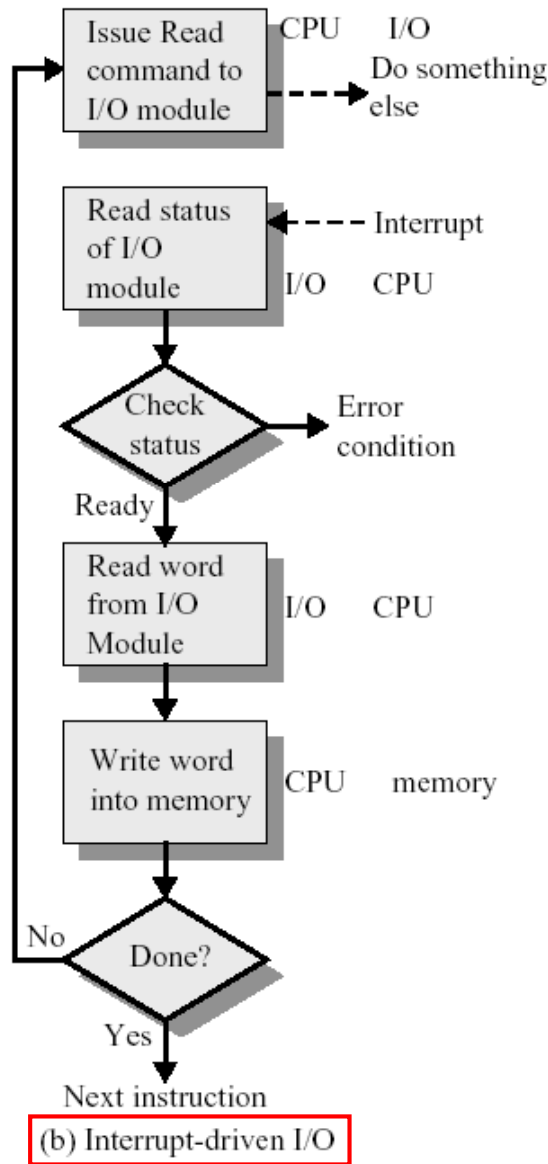 Issue Read
command to
I/O module
CPU I/O
Do something
else
Read status
of I/O
module
Interrupt
I/O CPU
Check
status
Error
condition
Ready
Read word
from I/O
Module
I/O CPU
Write word
into memory
CPU memory
No
Done?
Yes
Next instruction
(b) Interrupt-driven I/O